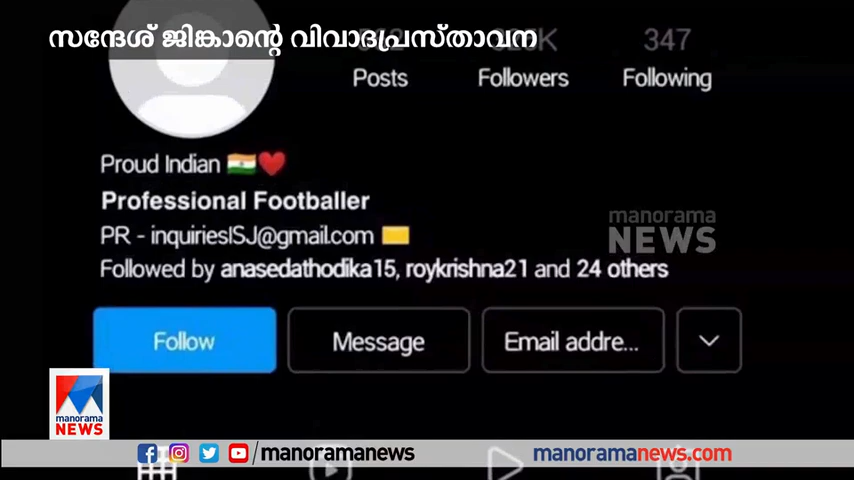 സന്ദേശ് ജിങ്കാന്റെ വിവാദപ്രസ്താവന
347
Posts
Followers
Following
Proud Indian 🇮🇳❤️
Professional Footballer
PR - inquiriesISJ@gmail.com
Followed by anasedathodika15, roykrishna21 and 24 others
manorama
NEWS
Follow
Message
Email addre...
manorama
NEWS
/manoramanews
manoramanews.com